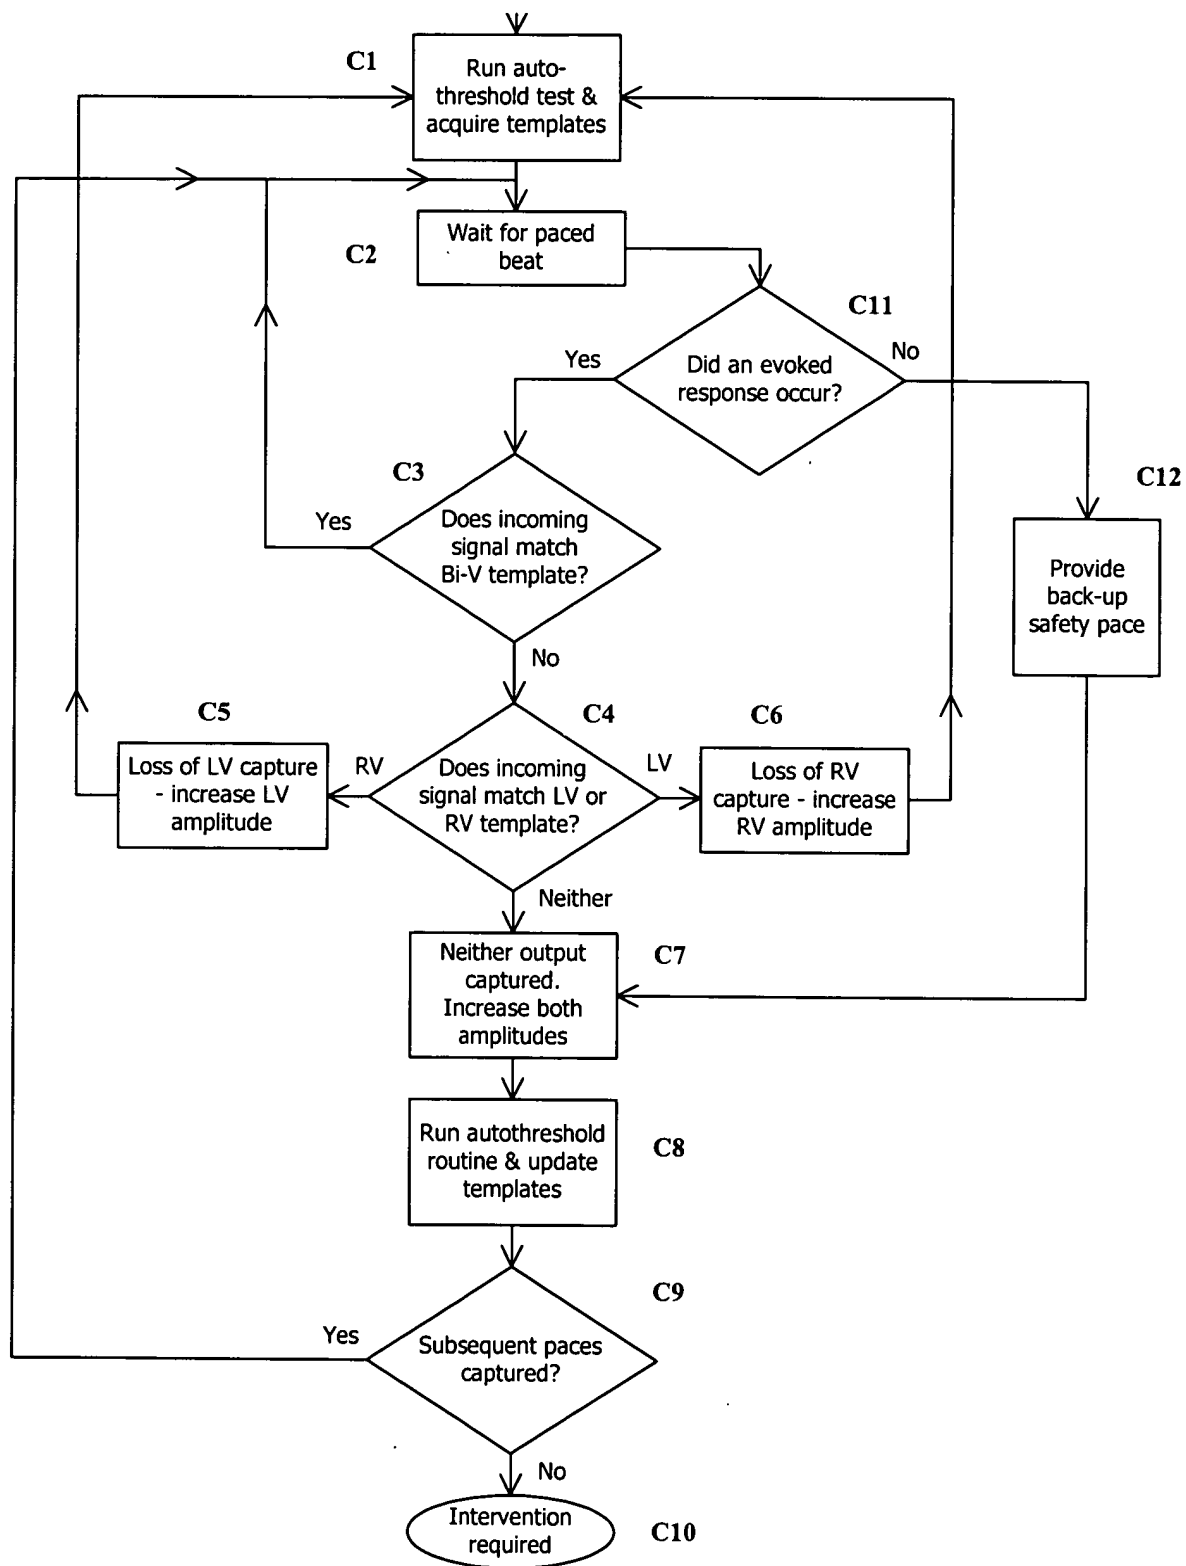 C1
Run auto-
threshold test &
acquire templates
C2
Wait for paced
beat
C11
Yes
Did an evoked
response occur?
No
C3
Yes
Does incoming
signal match
Bi-V template?
No
C12
Provide
back-up
safety pace
C5
Loss of LV capture
- increase LV
amplitude
RV
C4
Does incoming
signal match LV or
RV template?
LV
C6
Loss of RV
capture - increase
RV amplitude
Neither
Neither output
captured.
Increase both
amplitudes
C7
Run autothreshold
routine & update
templates
C8
C9
Yes
Subsequent paces
captured?
No
Intervention
required
C10